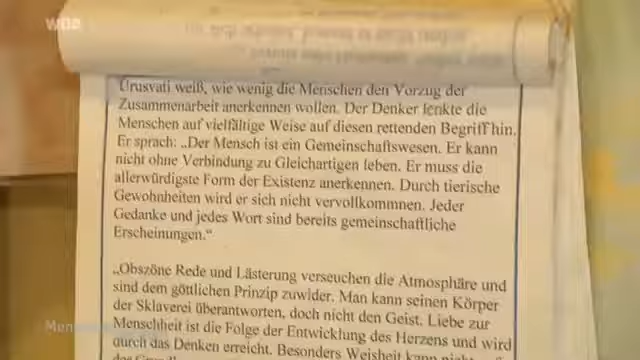 WDR
Urusvati weiß, wie wenig die Menschen den Vorzug der
Zusammenarbeit anerkennen wollen. Der Denker lenkte die
Menschen auf vielfältige Weise auf diesen rettenden Begriff hin.
Er sprach: „Der Mensch ist ein Gemeinschaftswesen. Er kann
nicht ohne Verbindung zu Gleichartigen leben. Er muss die
allerwürdigste Form der Existenz anerkennen. Durch tierische
Gewohnheiten wird er sich nicht vervollkommnen. Jeder
Gedanke und jedes Wort sind bereits gemeinschaftliche
Erscheinungen.“
„Obszöne Rede und Lästerung verseuchen die Atmosphäre und
sind dem göttlichen Prinzip zuwider. Man kann seinen Körper
der Sklaverei überantworten, doch nicht den Geist. Liebe zur
Menschheit ist die Folge der Entwicklung des Herzens und wird
durch das Denken erreicht. Besonders Weisheit kann